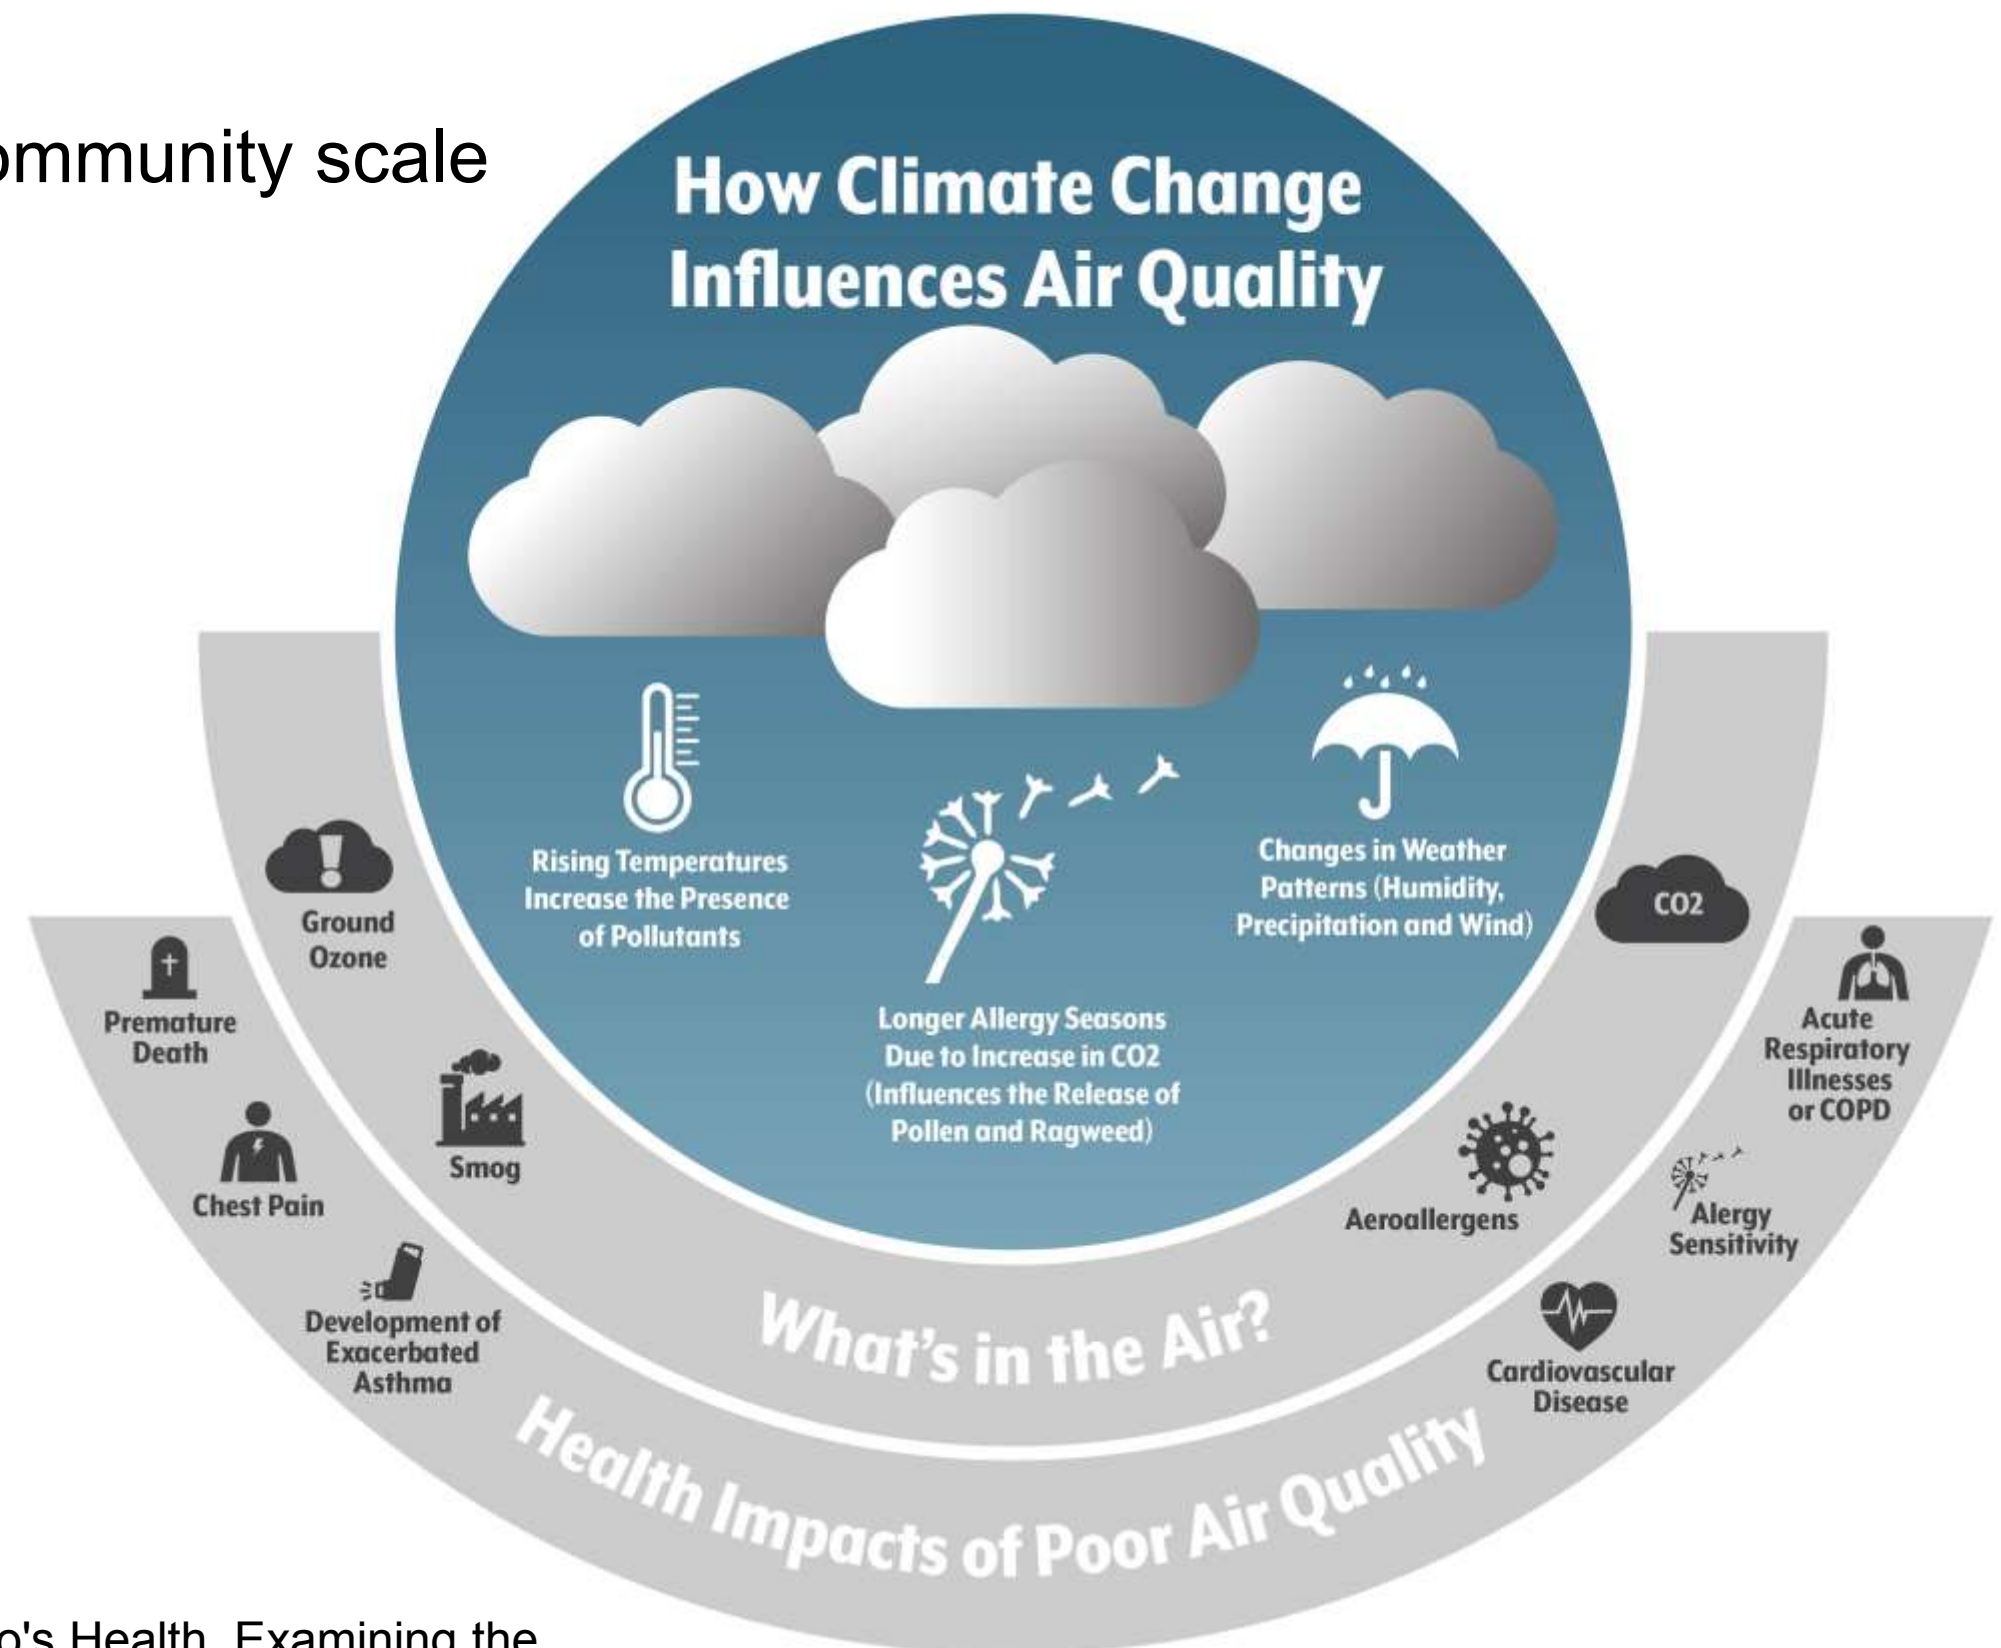 ommunity scale
How Climate Change
Influences Air Quality
Rising Temperatures
Increase the Presence
of Pollutants
Longer Allergy Seasons
Due to Increase in CO2
(Influences the Release of
Pollen and Ragweed)
Changes in Weather
Patterns (Humidity,
Precipitation and Wind)
Ground
Ozone
Smog
CO2
Aeroallergens
What's in the Air?
Premature
Death
Chest Pain
Development of
Exacerbated
Asthma
Acute
Respiratory
Illnesses
or COPD
Alergy
Sensitivity
Cardiovascular
Disease
Health Impacts of Poor Air Quality
o's Health, Examining the